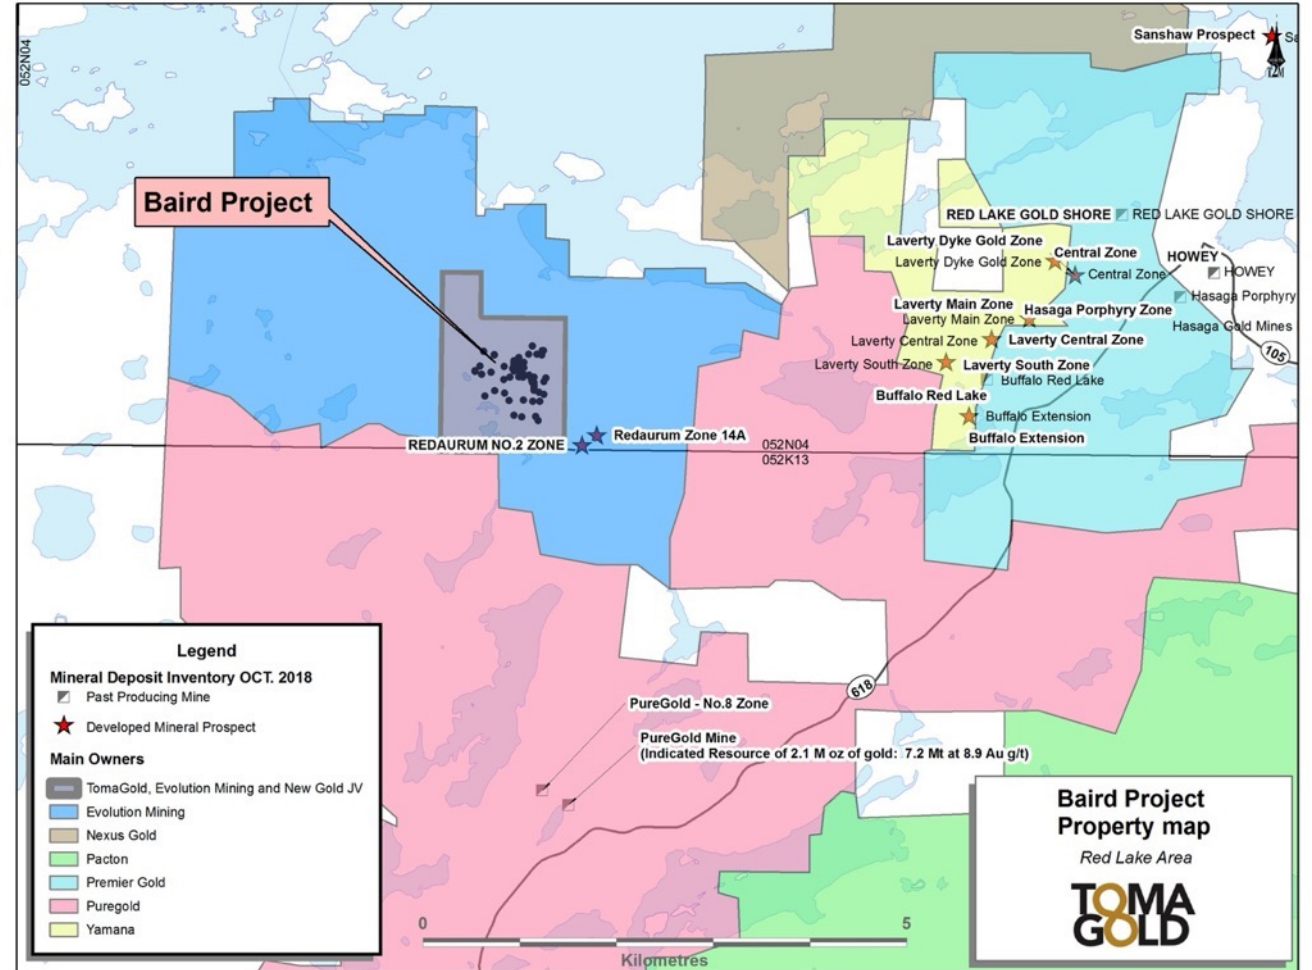 052N04
Sanshaw Prospect
Sa
Baird Project
RED LAKE GOLD SHORE
RED LAKE GOLD SHORE
Laverty Dyke Gold Zone
Laverty Dyke Gold Zone
Central Zone
Central Zone
HOWEY
HOWEY
Laverty Main Zone
Laverty Main Zone
Hasaga Porphyry Zone
Hasaga Porphyry
Hasaga Gold Mines
105
Laverty Central Zone
Laverty Central Zone
Laverty South Zone
Laverty South Zone
Buffalo Red Lake
Buffalo Red Lake
Buffalo Extension
Buffalo Extension
REDAURUM NO.2 ZONE
Redaurum Zone 14A
052N04
052K13
618
PureGold - No.8 Zone
PureGold Mine
(Indicated Resource of 2.1 M oz of gold: 7.2 Mt at 8.9 Au g/t)
Legend
Mineral Deposit Inventory OCT. 2018
Past Producing Mine
Developed Mineral Prospect
Main Owners
TomaGold, Evolution Mining and New Gold JV
Evolution Mining
Nexus Gold
Pacton
Premier Gold
Puregold
Yamana
0 5
Kilometres
Baird Project
Property map
Red Lake Area
TOMA
GOLD